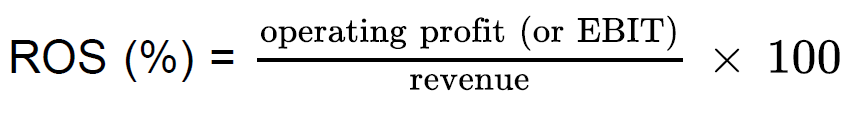 ROS (%) = operating profit (or EBIT) / revenue × 100